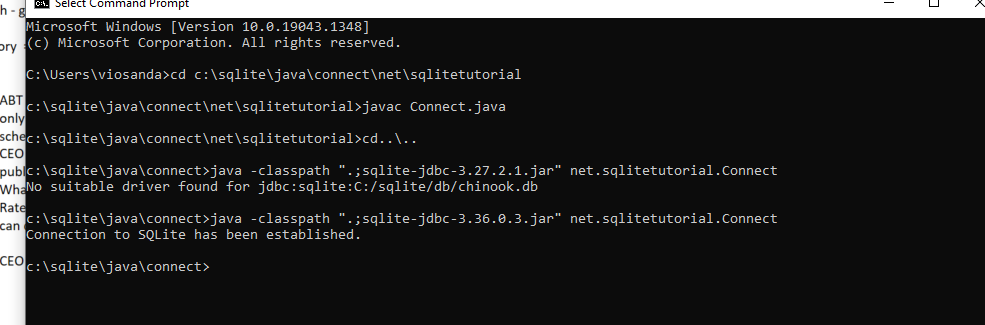 h - g
Select Command Prompt
Microsoft Windows [Version 10.0.19043.1348]
(c) Microsoft Corporation. All rights reserved.
ory
C:\Users\viosanda>cd c:\sqlite\java\connect\net\sqlitetutorial
ABT
c:\sqlite\java\connect\net\sqlitetutorial>javac Connect.java
only
sche
c:\sqlite\java\connect\net\sqlitetutorial>cd..\..
CEO
publ
c:\sqlite\java\connect>java -classpath ".;sqlite-jdbc-3.27.2.1.jar" net.sqlitetutorial.Connect
Wha
No suitable driver found for jdbc:sqlite:C:/sqlite/db/chinook.db
Rate
can
c:\sqlite\java\connect>java -classpath ".;sqlite-jdbc-3.36.0.3.jar" net.sqlitetutorial.Connect
Connection to SQLite has been established.
CEO
c:\sqlite\java\connect>